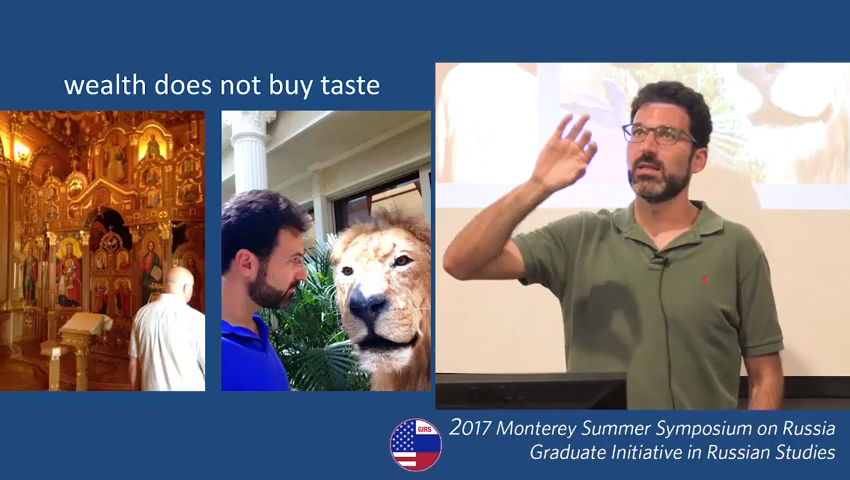 wealth does not buy taste
GIRS
2017 Monterey Summer Symposium on Russia
Graduate Initiative in Russian Studies